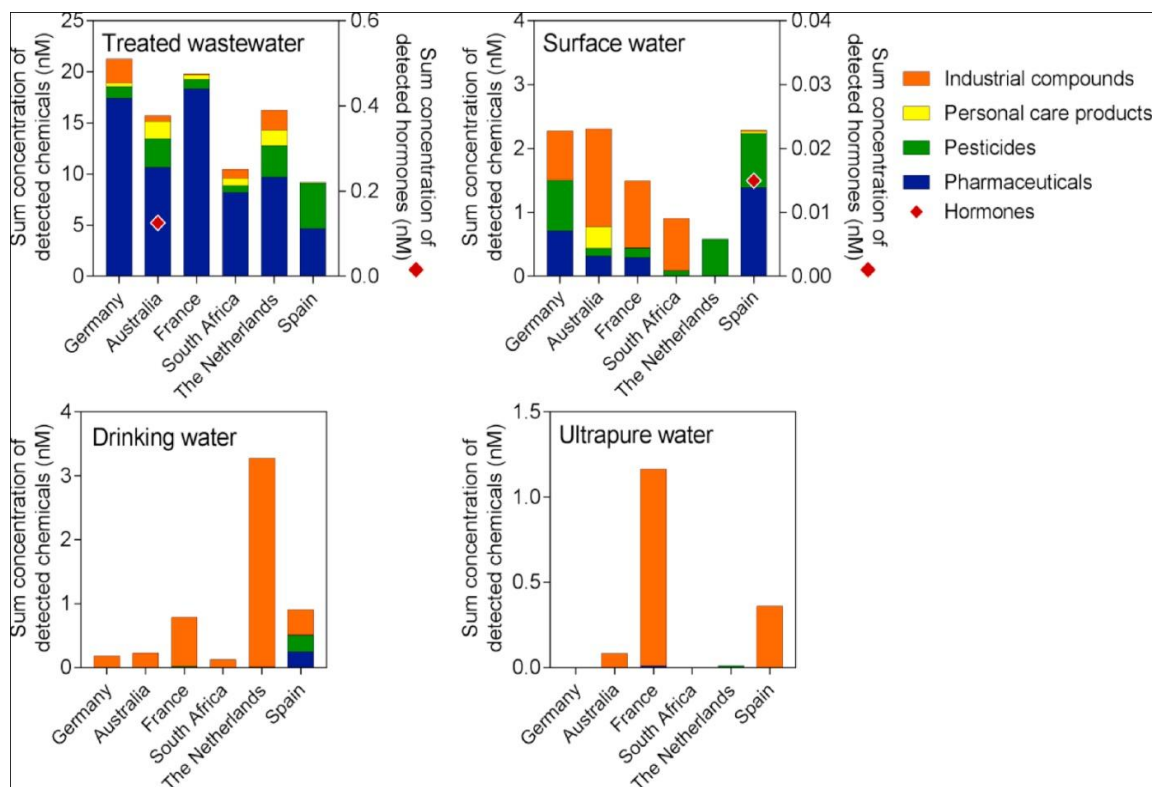 Treated wastewater
Sum concentration of
detected chemicals (nM)
25
20
15
10
5
0
0.6
0.4
0.2
0.0
Sum concentration of
detected hormones (nM)
Germany
Australia
France
South Africa
The Netherlands
Spain
Surface water
Sum concentration of
detected chemicals (nM)
4
3
2
1
0
0.04
0.03
0.02
0.01
0.00
Sum concentration of
detected hormones (nM)
Germany
Australia
France
South Africa
The Netherlands
Spain
Industrial compounds
Personal care products
Pesticides
Pharmaceuticals
Hormones
Drinking water
Sum concentration of
detected chemicals (nM)
4
3
2
1
0
Germany
Australia
France
South Africa
The Netherlands
Spain
Ultrapure water
Sum concentration of
detected chemicals (nM)
1.5
1.0
0.5
0.0
Germany
Australia
France
South Africa
The Netherlands
Spain